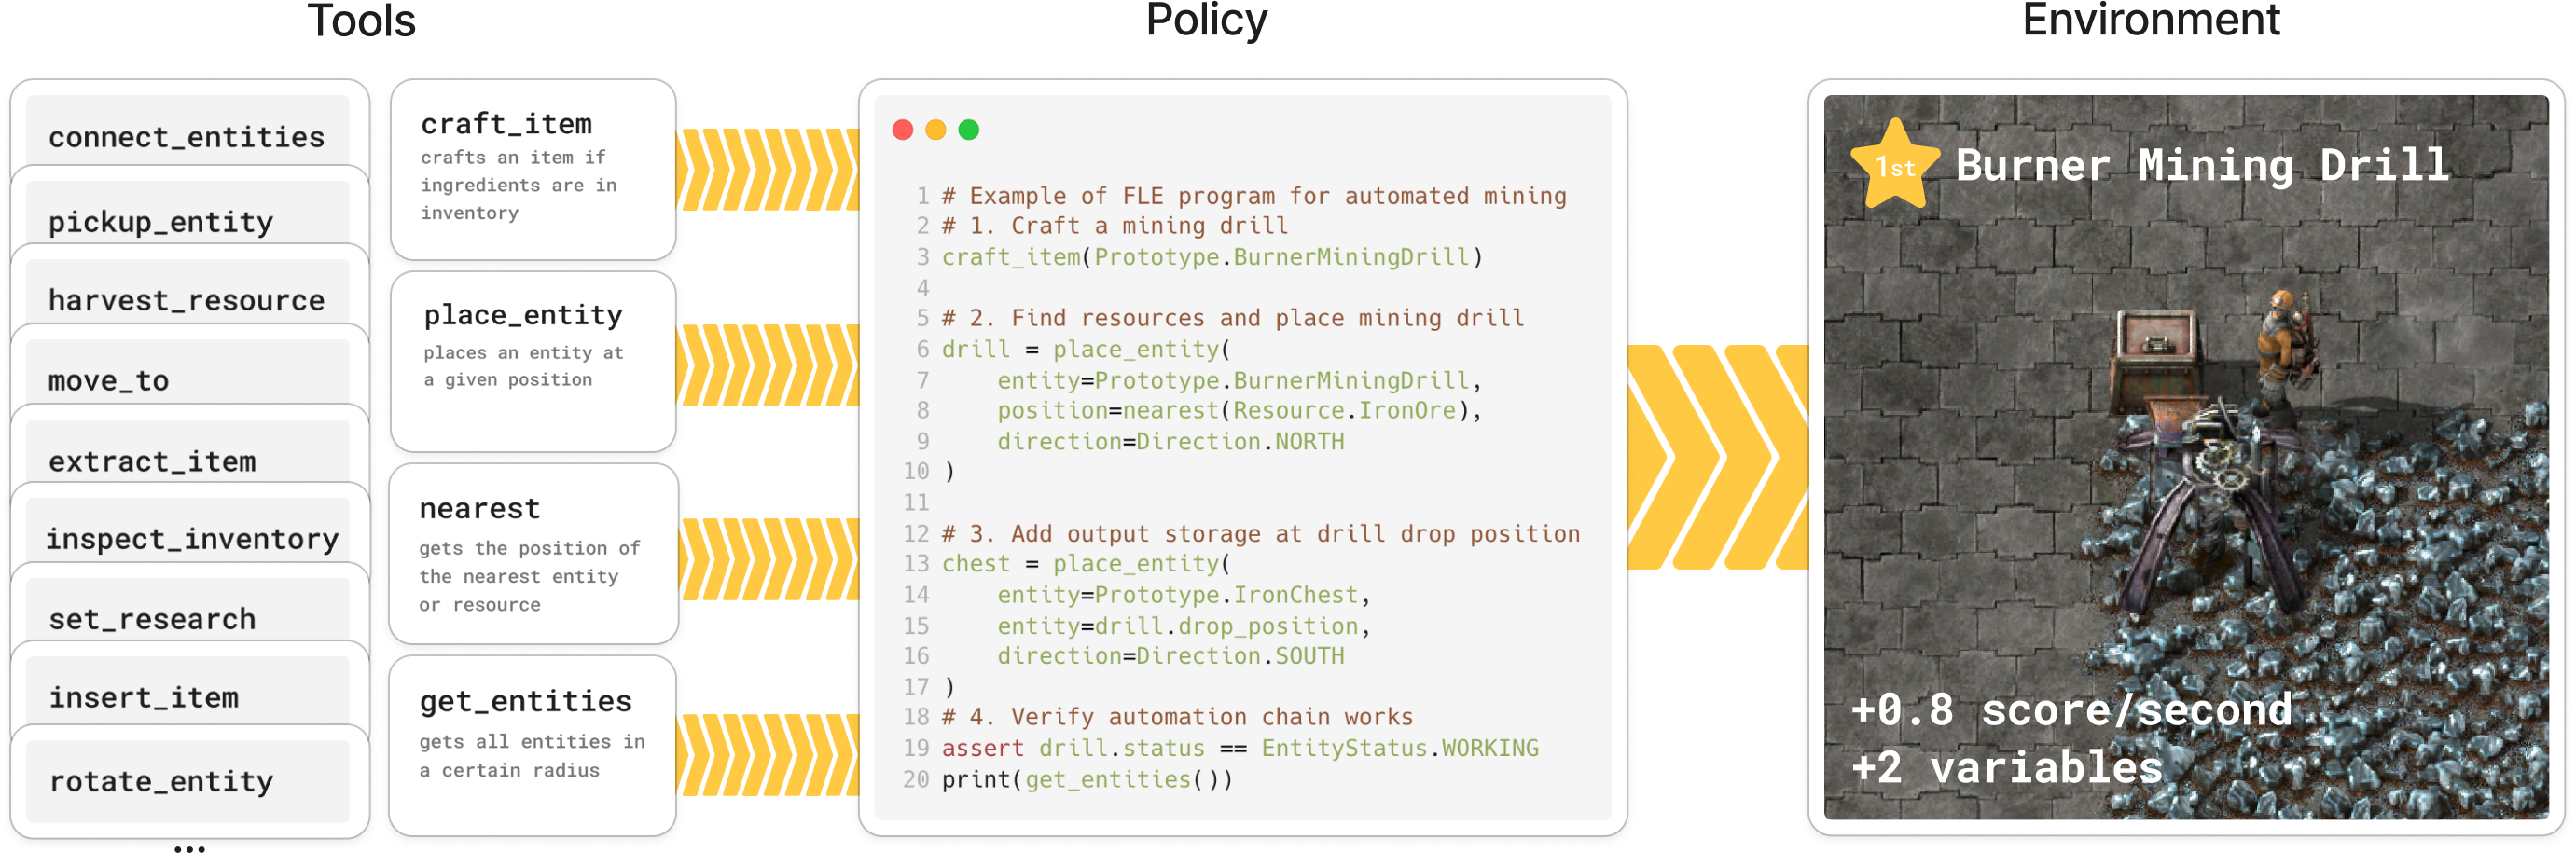 Tools
Policy
Environment
connect_entities
pickup_entity
harvest_resource
move_to
extract_item
inspect_inventory
set_research
insert_item
rotate_entity
...
craft_item
crafts an item if
ingredients are in
inventory
place_entity
places an entity at
a given position
nearest
gets the position of
the nearest entity
or resource
get_entities
gets all entities in
a certain radius
1 # Example of FLE program for automated mining
2 # 1. Craft a mining drill
3 craft_item(Prototype.BurnerMiningDrill)
4
5 # 2. Find resources and place mining drill
6 drill = place_entity(
7     entity=Prototype.BurnerMiningDrill,
8     position=nearest(Resource.IronOre),
9     direction=Direction.NORTH
10 )
11
12 # 3. Add output storage at drill drop position
13 chest = place_entity(
14     entity=Prototype.IronChest,
15     entity=drill.drop_position,
16     direction=Direction.SOUTH
17 )
18 # 4. Verify automation chain works
19 assert drill.status == EntityStatus.WORKING
20 print(get_entities())
1st Burner Mining Drill
+0.8 score/second
+2 variables